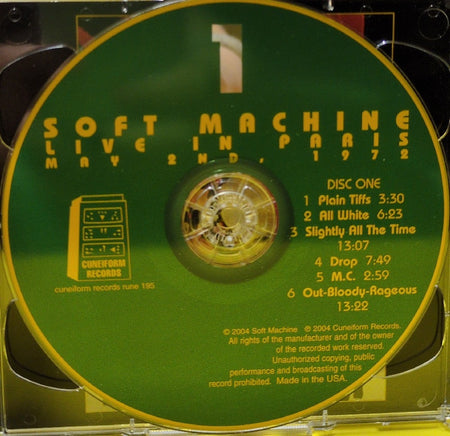 1
SOFT MACHINE
LIVE IN PARIS
MAY 2ND, 1972
DISC ONE
1 Plain Tiffs 3:30
2 All White 6:23
3 Slightly All The Time
13:07
4 Drop 7:49
5 M.C. 2:59
6 Out-Bloody-Rageous
13:22
CUNEIFORM
RECORDS
cuneiform records rune 195
© 2004 Soft Machine ℗ 2004 Cuneiform Records.
All rights of the manufacturer and of the owner
of the recorded work reserved.
Unauthorized copying, public
performance and broadcasting of this
record prohibited. Made in the USA.